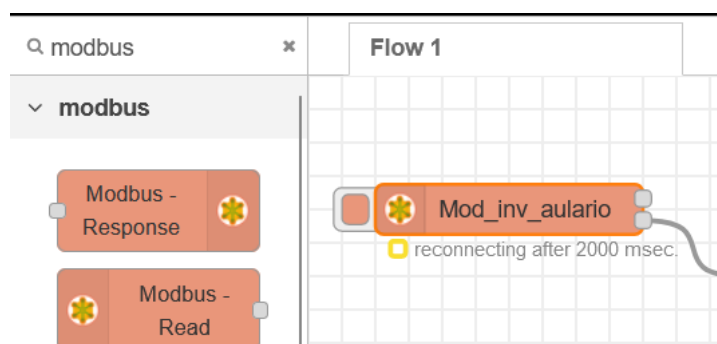 modbus
Flow 1
modbus
Modbus -
Response
Mod_inv_aulario
reconnecting after 2000 msec.
Modbus -
Read